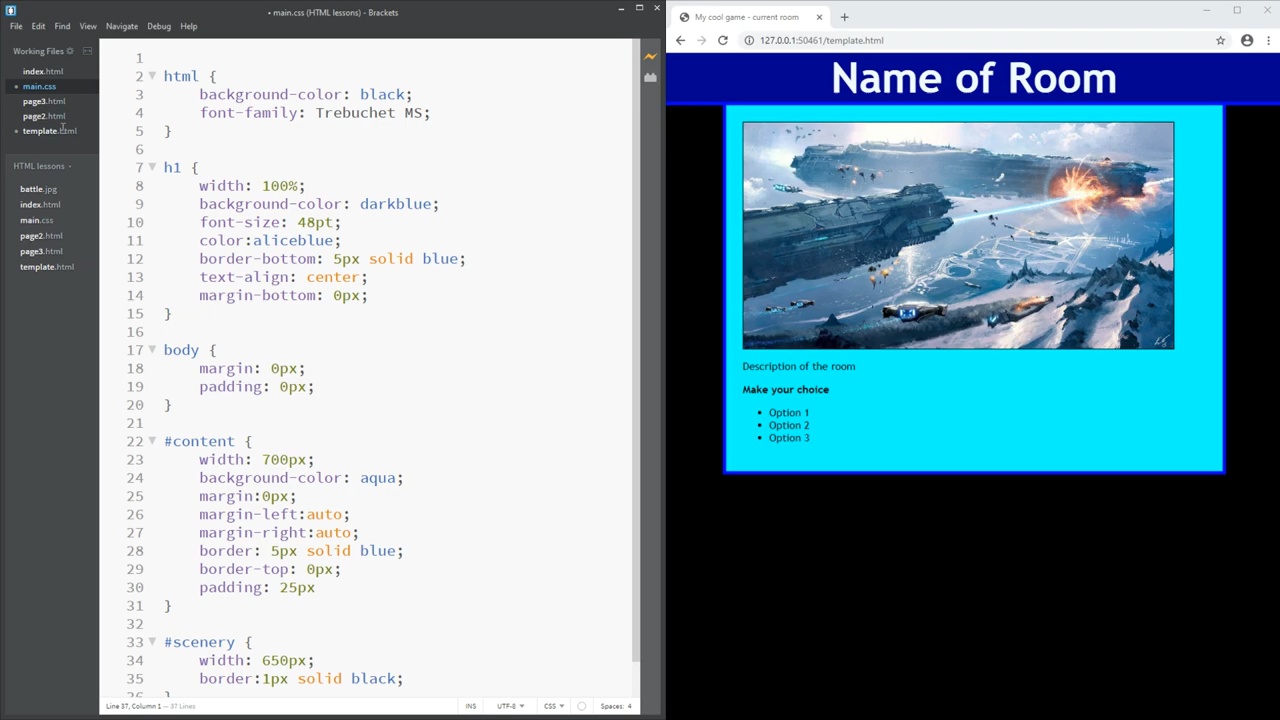 • main.css (HTML lessons) - Brackets
File Edit Find View Navigate Debug Help
Working Files
index.html
• main.css
page3.html
page2.html
• template.html
HTML lessons
battle.jpg
index.html
main.css
page2.html
page3.html
template.html
1
2 html {
3 background-color: black;
4 font-family: Trebuchet MS;
5 }
6
7 h1 {
8 width: 100%;
9 background-color: darkblue;
10 font-size: 48pt;
11 color:aliceblue;
12 border-bottom: 5px solid blue;
13 text-align: center;
14 margin-bottom: 0px;
15 }
16
17 body {
18 margin: 0px;
19 padding: 0px;
20 }
21
22 #content {
23 width: 700px;
24 background-color: aqua;
25 margin:0px;
26 margin-left:auto;
27 margin-right:auto;
28 border: 5px solid blue;
29 border-top: 0px;
30 padding: 25px
31 }
32
33 #scenery {
34 width: 650px;
35 border:1px solid black;
36 }
Line 37, Column 1 — 37 Lines
INS UTF-8 CSS Spaces: 4
My cool game - current room
127.0.0.1:50461/template.html
Name of Room
Description of the room
Make your choice
• Option 1
• Option 2
• Option 3